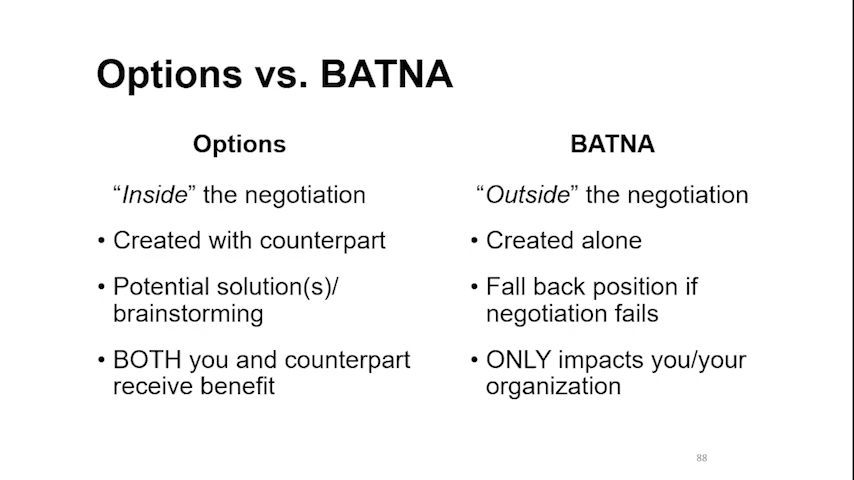 Options vs. BATNA
Options
“Inside” the negotiation
• Created with counterpart
• Potential solution(s)/
brainstorming
• BOTH you and counterpart
receive benefit
BATNA
“Outside” the negotiation
• Created alone
• Fall back position if
negotiation fails
• ONLY impacts you/your
organization
88